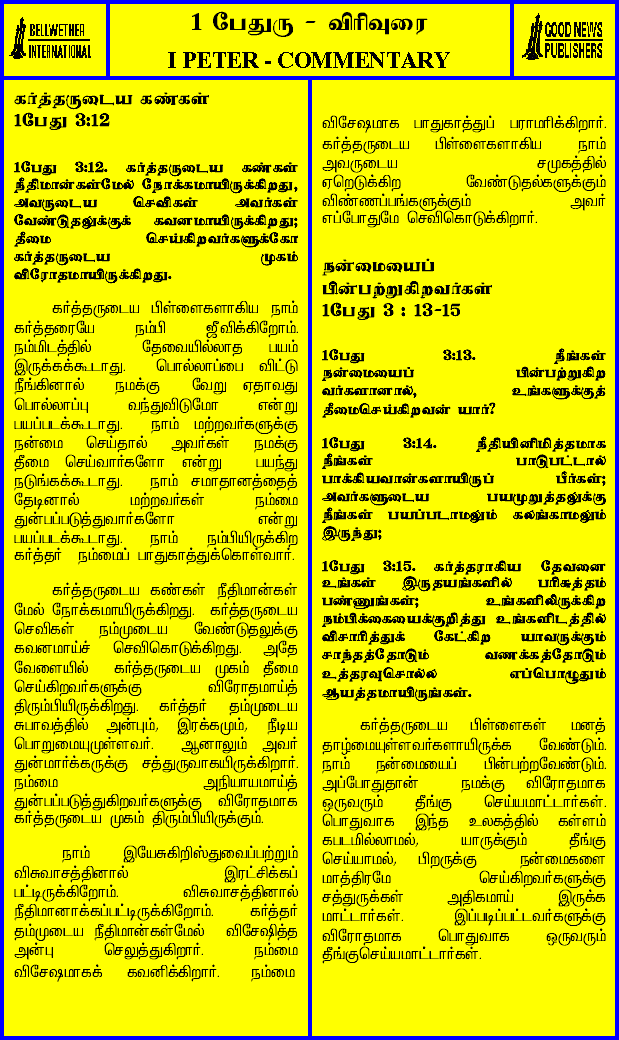 BELLWETHER
INTERNATIONAL
1 பேதுரு - விரிவுரை
I PETER - COMMENTARY
GOOD NEWS
PUBLISHERS
கர்த்தருடைய கண்கள்
1பேது 3:12
1பேது 3:12. கர்த்தருடைய கண்கள்
நீதிமான்கள்மேல் நோக்கமாயிருக்கிறது,
அவருடைய செவிகள் அவர்கள்
வேண்டுதலுக்குக் கவனமாயிருக்கிறது;
தீமை செய்கிறவர்களுக்கோ
கர்த்தருடைய முகம்
விரோதமாயிருக்கிறது.
கர்த்தருடைய பிள்ளைகளாகிய நாம்
கர்த்தரையே நம்பி ஜீவிக்கிறோம்.
நம்மிடத்தில் தேவையில்லாத பயம்
இருக்கக்கூடாது. பொல்லாப்பை விட்டு
நீங்கினால் நமக்கு வேறு ஏதாவது
பொல்லாப்பு வந்துவிடுமோ என்று
பயப்படக்கூடாது. நாம் மற்றவர்களுக்கு
நன்மை செய்தால் அவர்கள் நமக்கு
தீமை செய்வார்களோ என்று பயந்து
நடுங்கக்கூடாது. நாம் சமாதானத்தைத்
தேடினால் மற்றவர்கள் நம்மை
துன்பப்படுத்துவார்களோ என்று
பயப்படக்கூடாது. நாம் நம்பியிருக்கிற
கர்த்தர் நம்மைப் பாதுகாத்துக்கொள்வார்.
கர்த்தருடைய கண்கள் நீதிமான்கள்
மேல் நோக்கமாயிருக்கிறது. கர்த்தருடைய
செவிகள் நம்முடைய வேண்டுதலுக்கு
கவனமாய்ச் செவிகொடுக்கிறது. அதே
வேளையில் கர்த்தருடைய முகம் தீமை
செய்கிறவர்களுக்கு விரோதமாய்த்
திரும்பியிருக்கிறது. கர்த்தர் தம்முடைய
சுபாவத்தில் அன்பும், இரக்கமும், நீடிய
பொறுமையுமுள்ளவர். ஆனாலும் அவர்
துன்மார்க்கருக்கு சத்துருவாகயிருக்கிறார்.
நம்மை அநியாயமாய்த்
துன்பப்படுத்துகிறவர்களுக்கு விரோதமாக
கர்த்தருடைய முகம் திரும்பியிருக்கும்.
நாம் இயேசுகிறிஸ்துவைப்பற்றும்
விசுவாசத்தினால் இரட்சிக்கப்
பட்டிருக்கிறோம். விசுவாசத்தினால்
நீதிமானாக்கப்பட்டிருக்கிறோம். கர்த்தர்
தம்முடைய நீதிமான்கள்மேல் விசேஷித்த
அன்பு செலுத்துகிறார். நம்மை
விசேஷமாகக் கவனிக்கிறார். நம்மை
விசேஷமாக பாதுகாத்துப் பராமரிக்கிறார்.
கர்த்தருடைய பிள்ளைகளாகிய நாம்
அவருடைய சமுகத்தில்
ஏறெடுக்கிற வேண்டுதல்களுக்கும்
விண்ணப்பங்களுக்கும் அவர்
எப்போதுமே செவிகொடுக்கிறார்.
நன்மையைப்
பின்பற்றுகிறவர்கள்
1பேது 3 : 13-15
1பேது 3:13. நீங்கள்
நன்மையைப் பின்பற்றுகிற
வர்களானால், உங்களுக்குத்
தீமைசெய்கிறவன் யார்?
1பேது 3:14. நீதியினிமித்தமாக
நீங்கள் பாடுபட்டால்
பாக்கியவான்களாயிருப் பீர்கள்;
அவர்களுடைய பயமுறுத்தலுக்கு
நீங்கள் பயப்படாமலும் கலங்காமலும்
இருந்து;
1பேது 3:15. கர்த்தராகிய தேவனை
உங்கள் இருதயங்களில் பரிசுத்தம்
பண்ணுங்கள்; உங்களிலிருக்கிற
நம்பிக்கையைக்குறித்து உங்களிடத்தில்
விசாரித்துக் கேட்கிற யாவருக்கும்
சாந்தத்தோடும் வணக்கத்தோடும்
உத்தரவுசொல்ல எப்பொழுதும்
ஆயத்தமாயிருங்கள்.
கர்த்தருடைய பிள்ளைகள் மனத்
தாழ்மையுள்ளவர்களாயிருக்க வேண்டும்.
நாம் நன்மையைப் பின்பற்றவேண்டும்.
அப்போதுதான் நமக்கு விரோதமாக
ஒருவரும் தீங்கு செய்யமாட்டார்கள்.
பொதுவாக இந்த உலகத்தில் கள்ளம்
கபடமில்லாமல், யாருக்கும் தீங்கு
செய்யாமல், பிறருக்கு நன்மைகளை
மாத்திரமே செய்கிறவர்களுக்கு
சத்துருக்கள் அதிகமாய் இருக்க
மாட்டார்கள். இப்படிப்பட்டவர்களுக்கு
விரோதமாக பொதுவாக ஒருவரும்
தீங்குசெய்யமாட்டார்கள்.